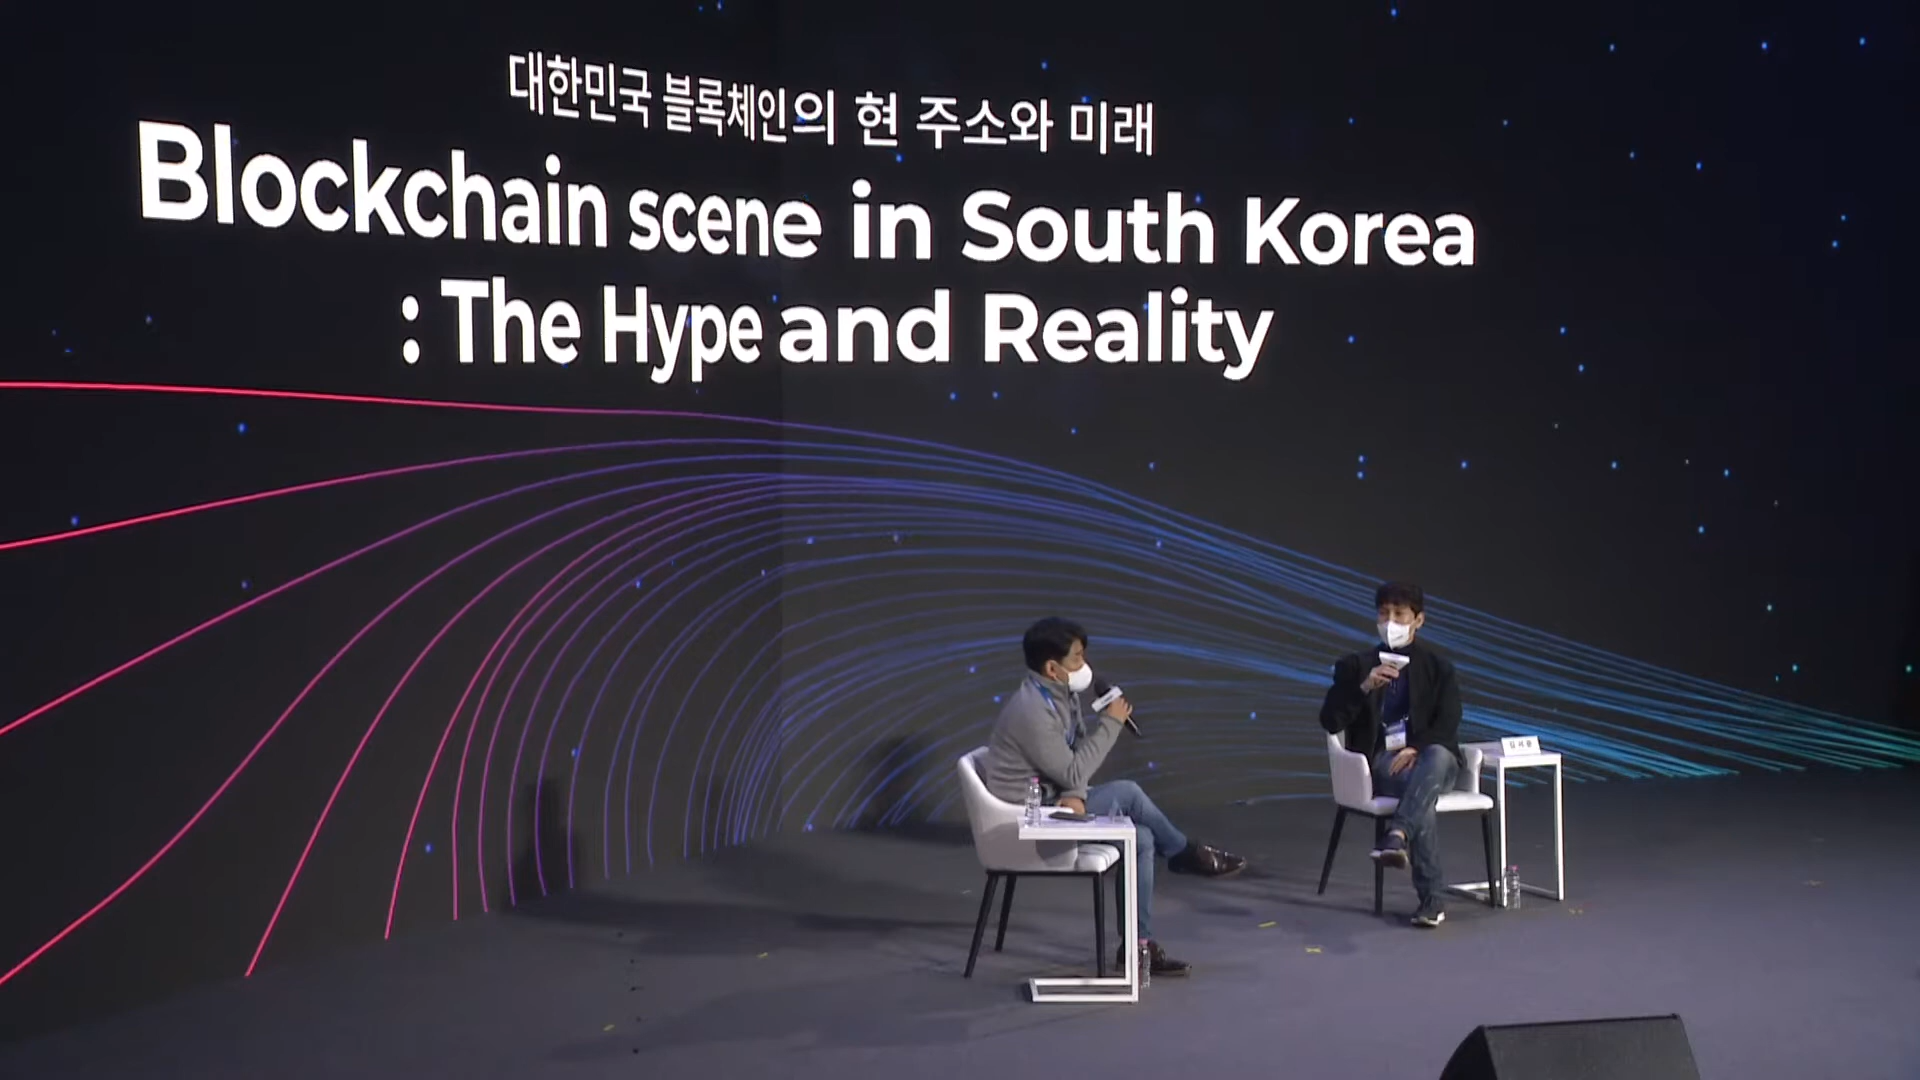 대한민국 블록체인의 현 주소와 미래
Blockchain scene in South Korea
: The Hype and Reality